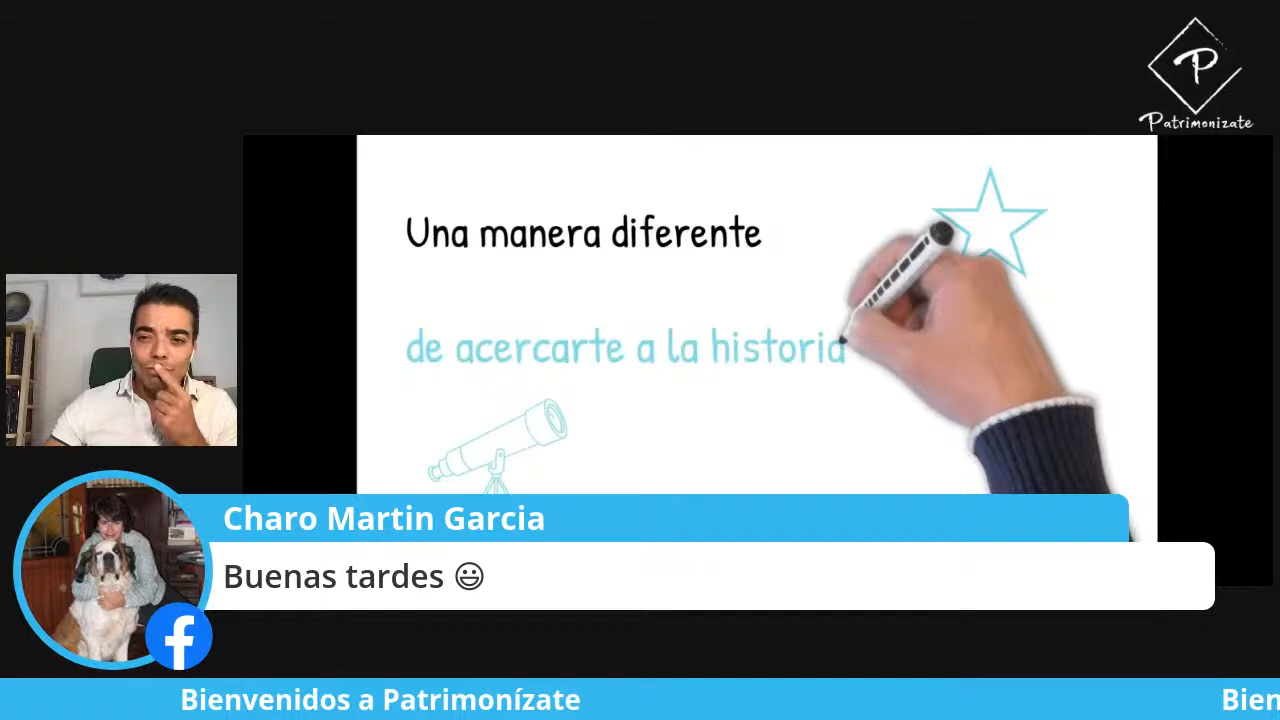 P
Patrimonizate
Una manera diferente
de acercarte a la historia
Charo Martin Garcia
Buenas tardes 😃
Bienvenidos a Patrimonízate
Bien